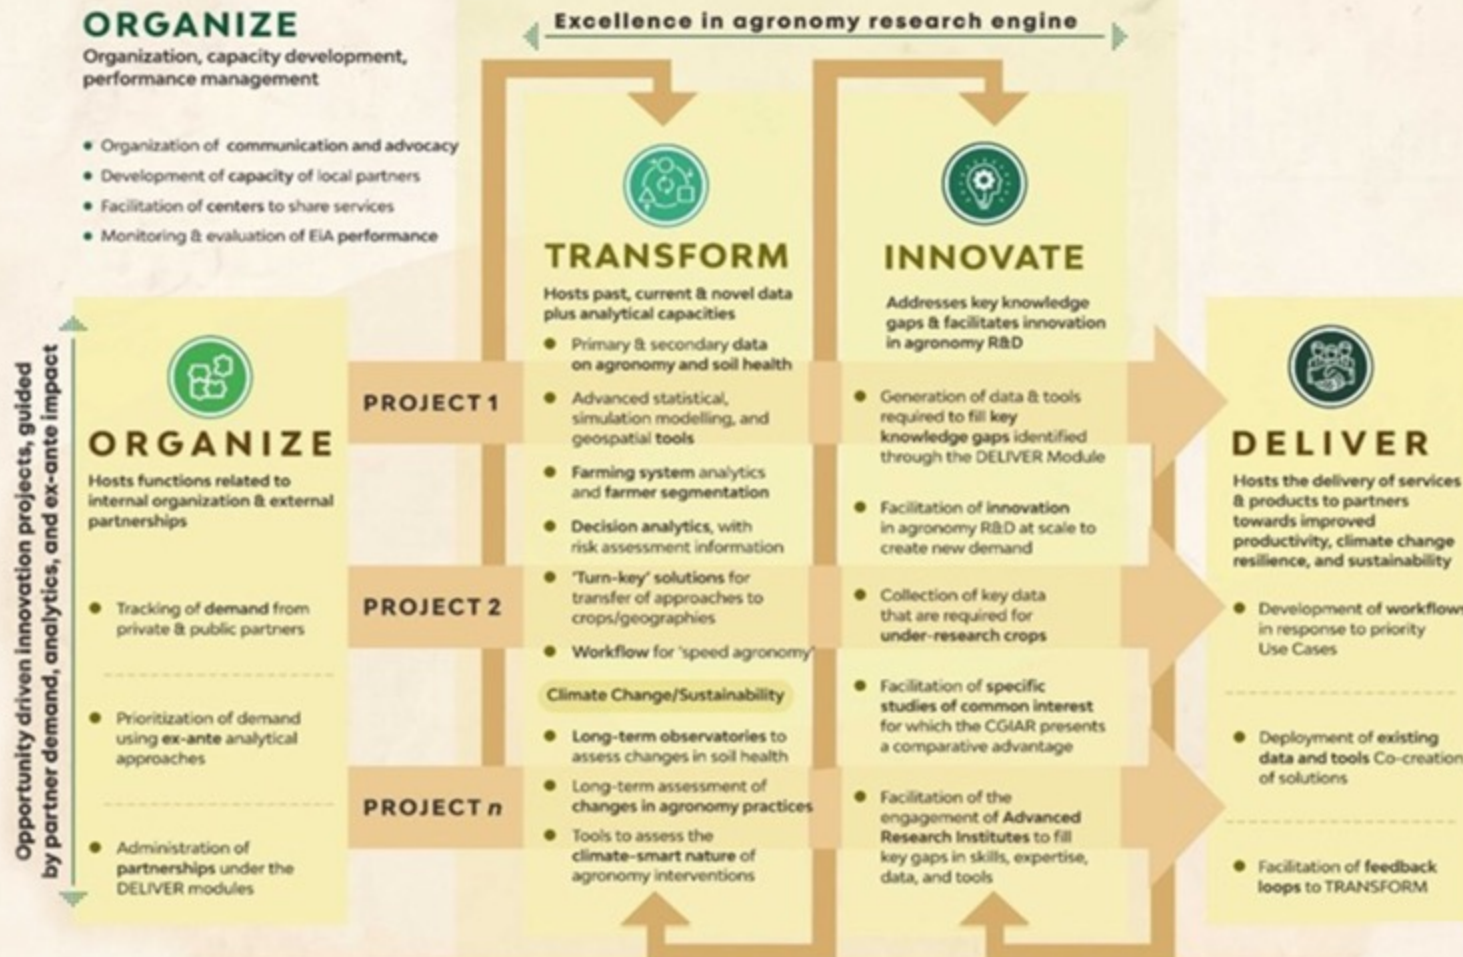 ORGANIZE
Organization, capacity development,
performance management
• Organization of communication and advocacy
• Development of capacity of local partners
• Facilitation of centers to share services
• Monitoring & evaluation of EiA performance
Excellence in agronomy research engine
Opportunity driven innovation projects, guided
by partner demand, analytics, and ex-ante impact
ORGANIZE
Hosts functions related to
internal organization & external
partnerships
• Tracking of demand from
private & public partners
• Prioritization of demand
using ex-ante analytical
approaches
• Administration of
partnerships under the
DELIVER modules
PROJECT 1
PROJECT 2
PROJECT n
TRANSFORM
Hosts past, current & novel data
plus analytical capacities
• Primary & secondary data
on agronomy and soil health
• Advanced statistical,
simulation modelling, and
geospatial tools
• Farming system analytics
and farmer segmentation
• Decision analytics, with
risk assessment information
• 'Turn-key' solutions for
transfer of approaches to
crops/geographies
• Workflow for 'speed agronomy'
Climate Change/Sustainability
• Long-term observatories to
assess changes in soil health
• Long-term assessment of
changes in agronomy practices
• Tools to assess the
climate-smart nature of
agronomy interventions
INNOVATE
Addresses key knowledge
gaps & facilitates innovation
in agronomy R&D
• Generation of data & tools
required to fill key
knowledge gaps identified
through the DELIVER Module
• Facilitation of innovation
in agronomy R&D at scale to
create new demand
• Collection of key data
that are required for
under-research crops
• Facilitation of specific
studies of common interest
for which the CGIAR presents
a comparative advantage
• Facilitation of the
engagement of Advanced
Research Institutes to fill
key gaps in skills, expertise,
data, and tools
DELIVER
Hosts the delivery of services
& products to partners
towards improved
productivity, climate change
resilience, and sustainability
• Development of workflows
in response to priority
Use Cases
• Deployment of existing
data and tools Co-creation
of solutions
• Facilitation of feedback
loops to TRANSFORM